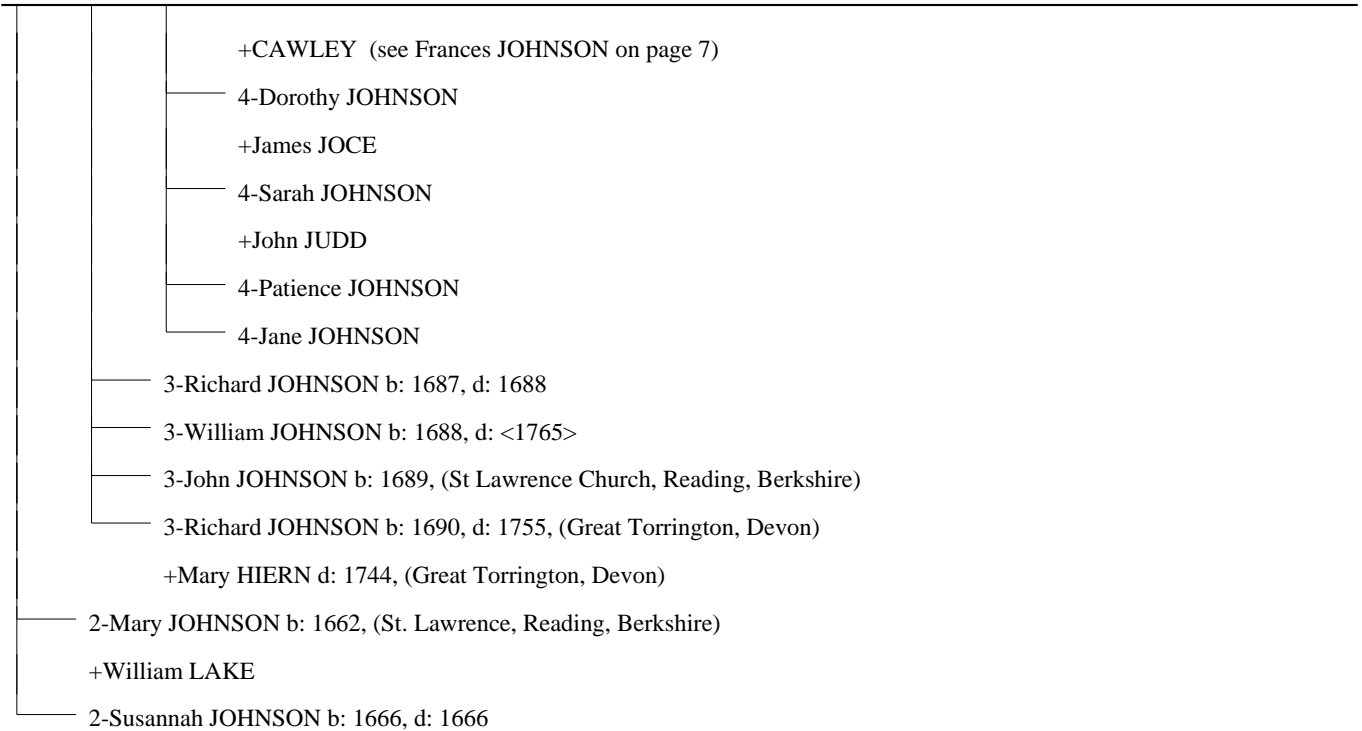 +CAWLEY (see Frances JOHNSON on page 7)
4-Dorothy JOHNSON
+James JOCE
4-Sarah JOHNSON
+John JUDD
4-Patience JOHNSON
4-Jane JOHNSON
3-Richard JOHNSON b: 1687, d: 1688
3-William JOHNSON b: 1688, d: <1765>
3-John JOHNSON b: 1689, (St Lawrence Church, Reading, Berkshire)
3-Richard JOHNSON b: 1690, d: 1755, (Great Torrington, Devon)
+Mary HIERN d: 1744, (Great Torrington, Devon)
2-Mary JOHNSON b: 1662, (St. Lawrence, Reading, Berkshire)
+William LAKE
2-Susannah JOHNSON b: 1666, d: 1666